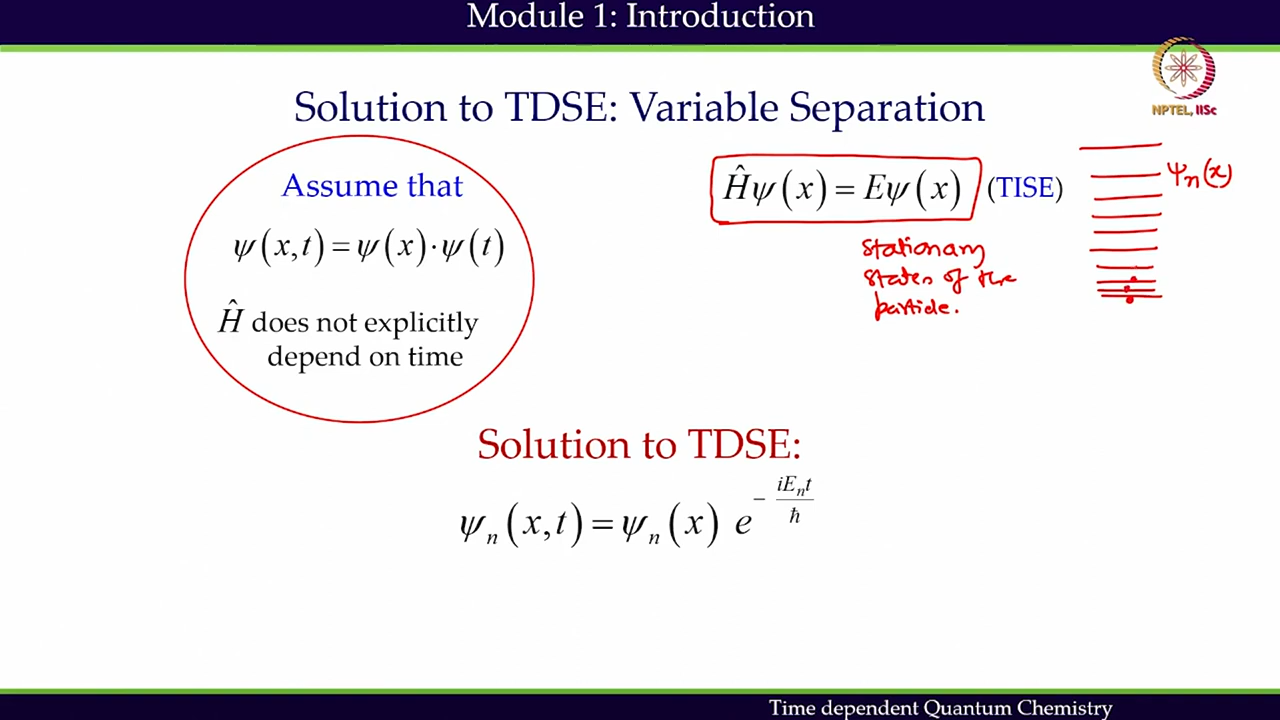 Module 1: Introduction
NPTEL, IISc
Solution to TDSE: Variable Separation
Assume that
ψ(x,t) = ψ(x)·ψ(t)
Ĥ does not explicitly
depend on time
Ĥψ(x) = Eψ(x) (TISE)
ψₙ(x)
Stationary
states of the
particle.
Solution to TDSE:
ψₙ(x,t) = ψₙ(x) e^(−iEₙt/ħ)
Time dependent Quantum Chemistry